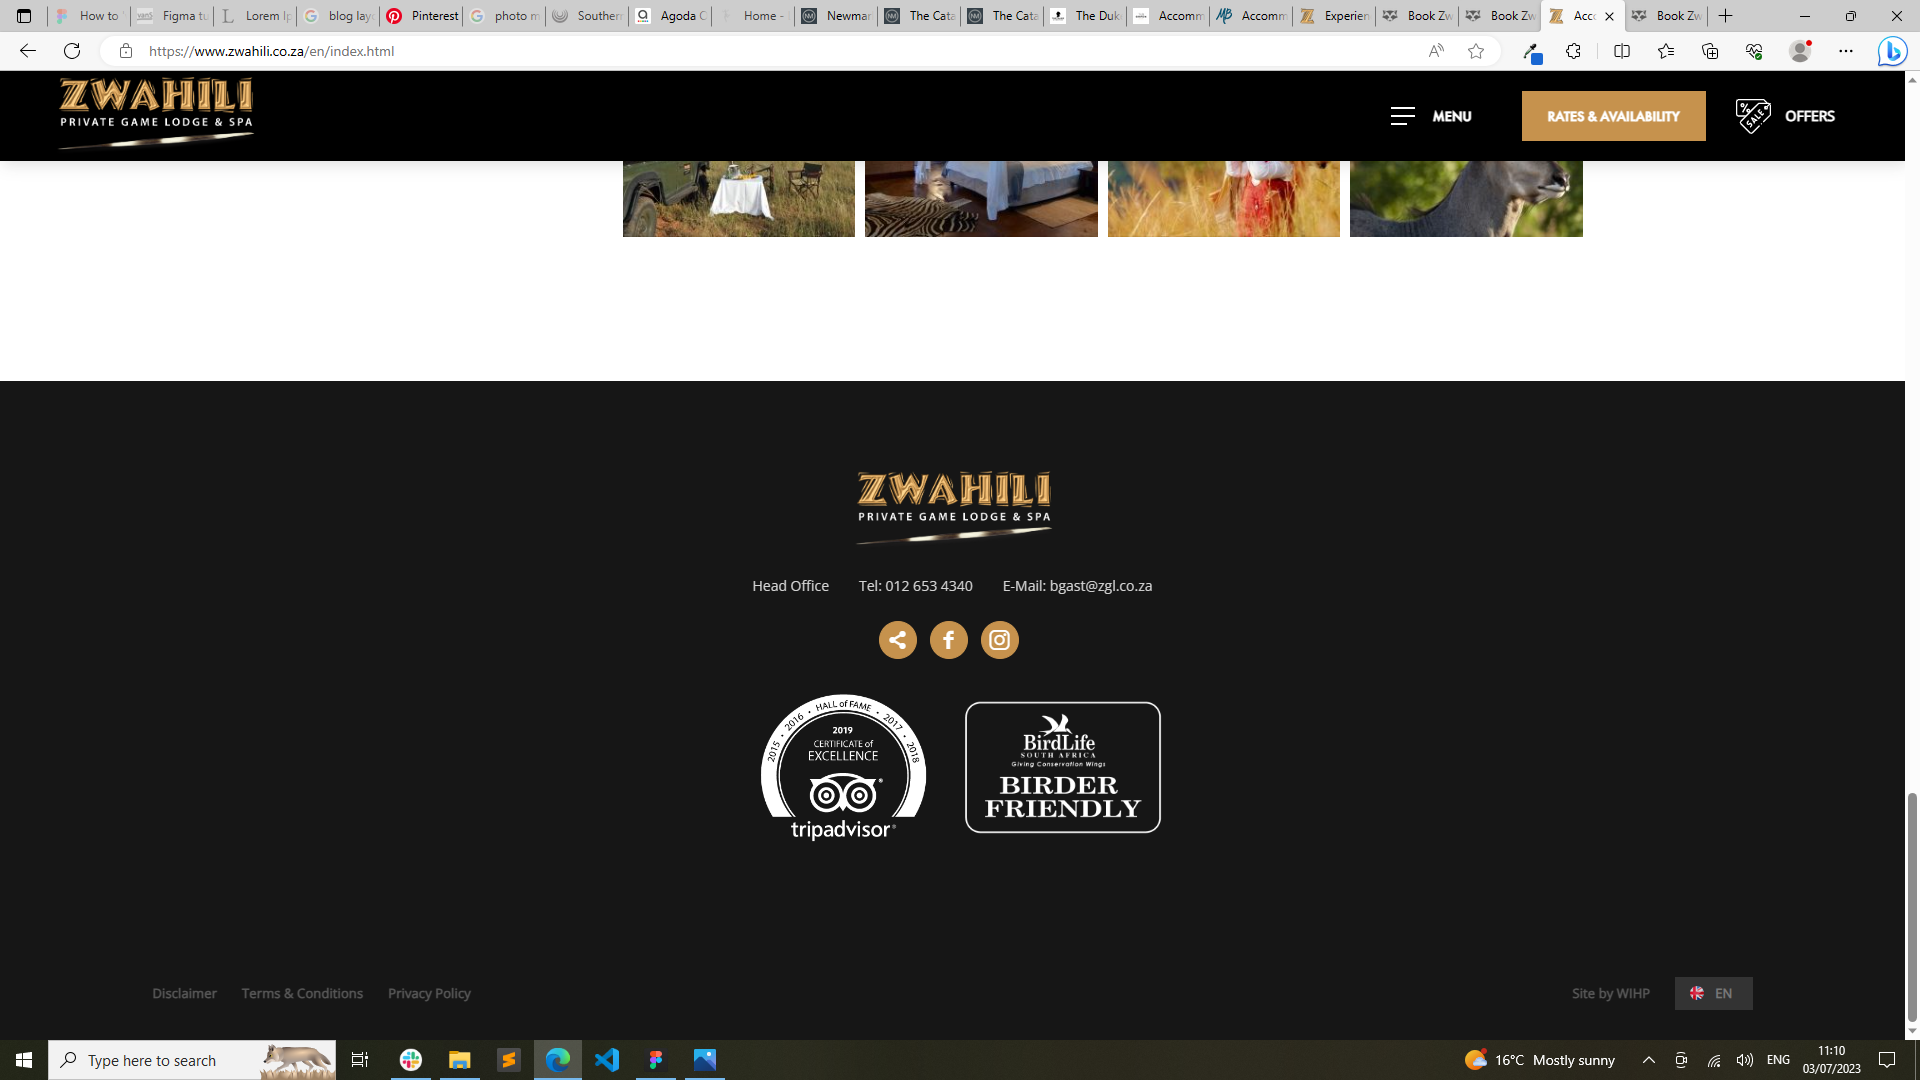 How to
Figma tu
Lorem Ip
blog layo
Pinterest
photo m
Southern
Agoda C
Home -
Newmar
The Cata
The Cata
The Duk
Accomm
Accomm
Experien
Book Zw
Book Zw
Acco
Book Zw
https://www.zwahili.co.za/en/index.html
ZWAHILI
PRIVATE GAME LODGE & SPA
MENU
RATES & AVAILABILITY
% SALE
OFFERS
ZWAHILI
PRIVATE GAME LODGE & SPA
Head Office Tel: 012 653 4340 E-Mail: bgast@zgl.co.za
2015 • 2016 • HALL of FAME • 2017 • 2018
2019
CERTIFICATE of
EXCELLENCE
tripadvisor®
BirdLife
SOUTH AFRICA
Giving Conservation Wings
BIRDER
FRIENDLY
Disclaimer Terms & Conditions Privacy Policy Site by WIHP EN
Type here to search
16°C Mostly sunny
ENG
11:10
03/07/2023